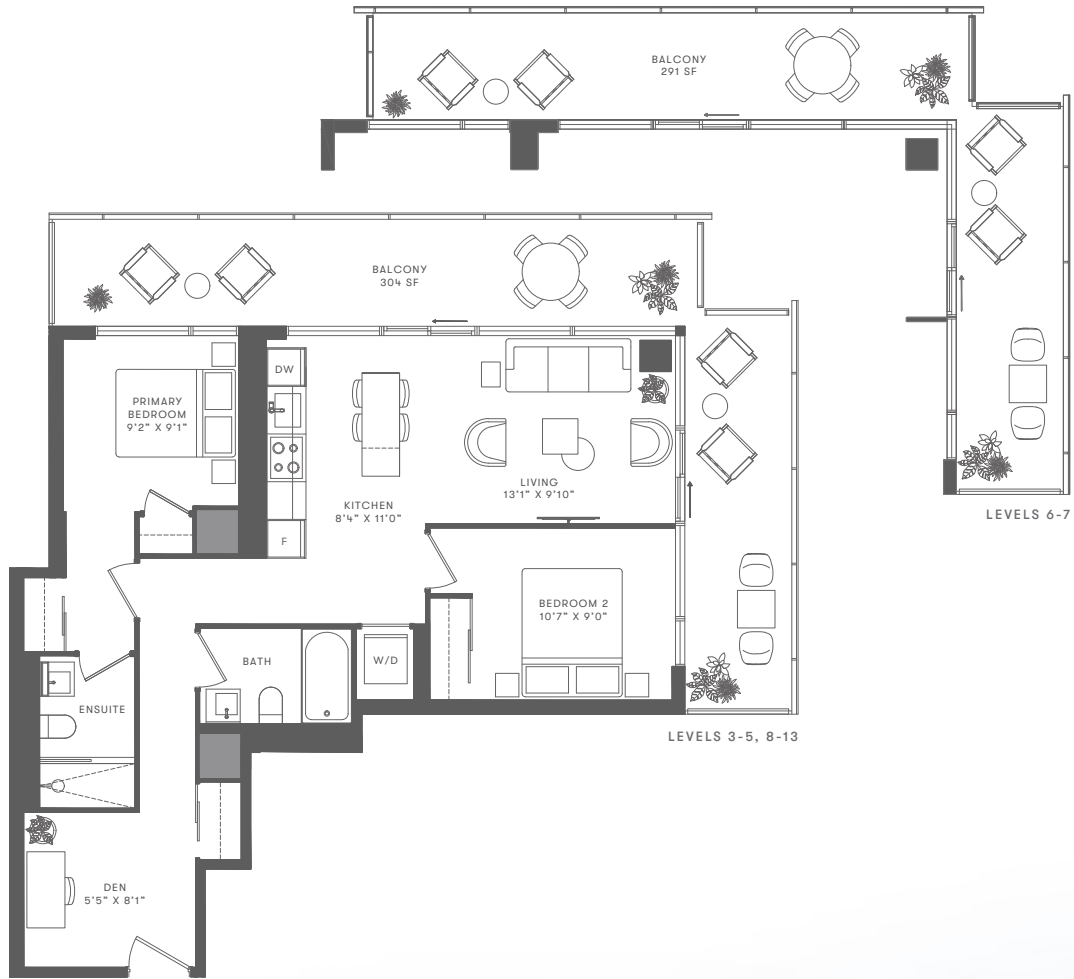 BALCONY
291 SF
LEVELS 6-7
BALCONY
304 SF
DW
PRIMARY
BEDROOM
9'2" X 9'1"
LIVING
13'1" X 9'10"
KITCHEN
8'4" X 11'0"
F
BEDROOM 2
10'7" X 9'0"
BATH
W/D
ENSUITE
LEVELS 3-5, 8-13
DEN
5'5" X 8'1"